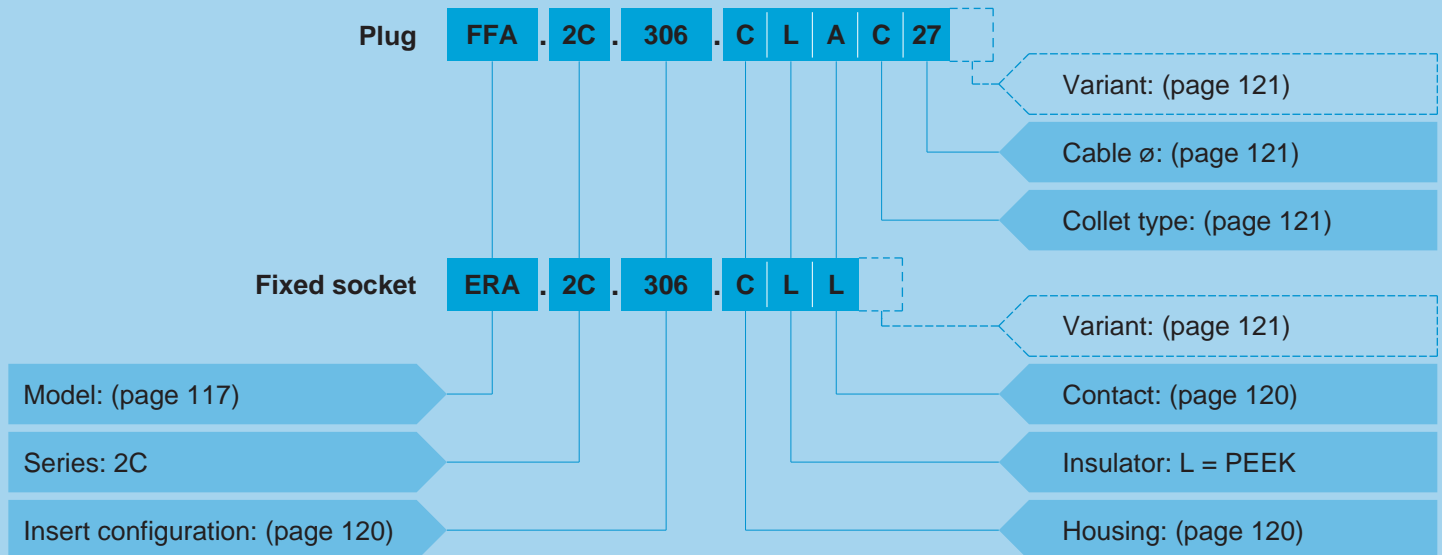 Plug FFA . 2C . 306 . C L A C 27
Variant: (page 121)
Cable ø: (page 121)
Collet type: (page 121)
Fixed socket ERA . 2C . 306 . C L L
Variant: (page 121)
Model: (page 117)
Contact: (page 120)
Series: 2C
Insulator: L = PEEK
Insert configuration: (page 120)
Housing: (page 120)